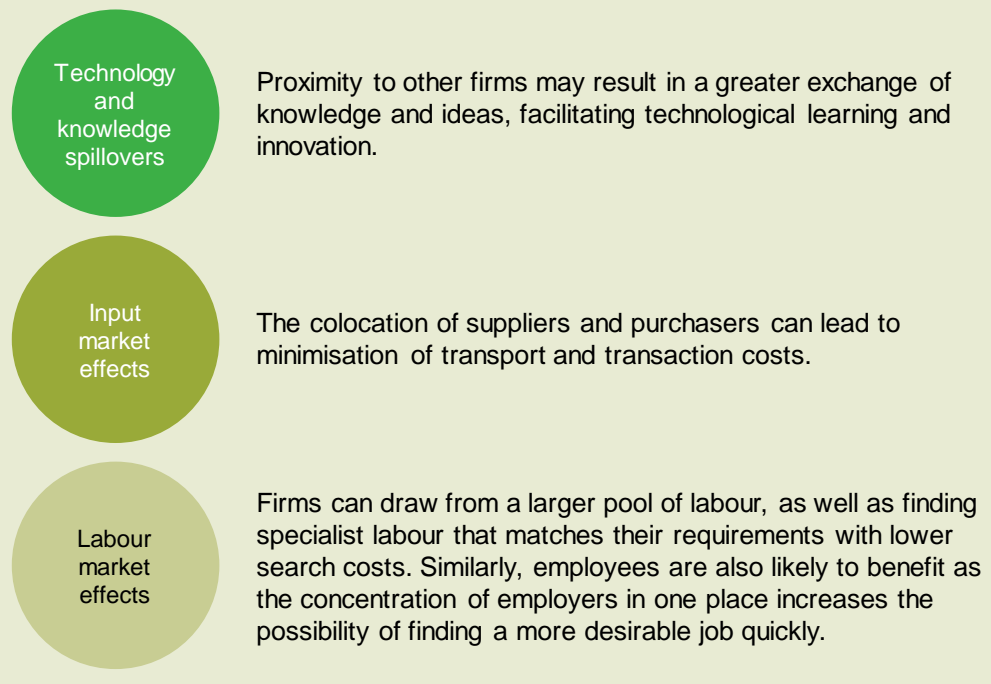 Technology
and
knowledge
spillovers
Proximity to other firms may result in a greater exchange of
knowledge and ideas, facilitating technological learning and
innovation.
Input
market
effects
The colocation of suppliers and purchasers can lead to
minimisation of transport and transaction costs.
Labour
market
effects
Firms can draw from a larger pool of labour, as well as finding
specialist labour that matches their requirements with lower
search costs. Similarly, employees are also likely to benefit as
the concentration of employers in one place increases the
possibility of finding a more desirable job quickly.